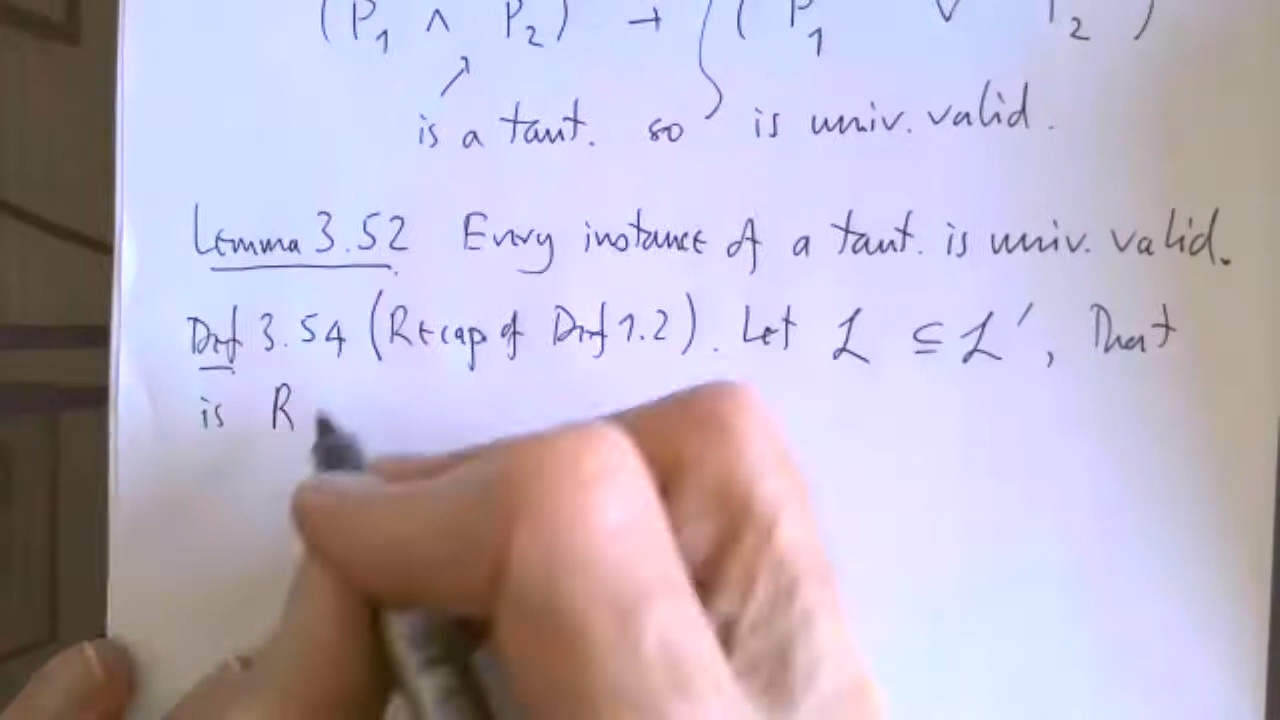 (P₁ ∧ P₂) → ( P₁ ∨ P₂ )
is a taut. so is univ. valid.
Lemma 3.52 Every instance of a taut. is univ. valid.
Def 3.54 (Recap of Def 1.2). Let L ⊆ L′, That
is R